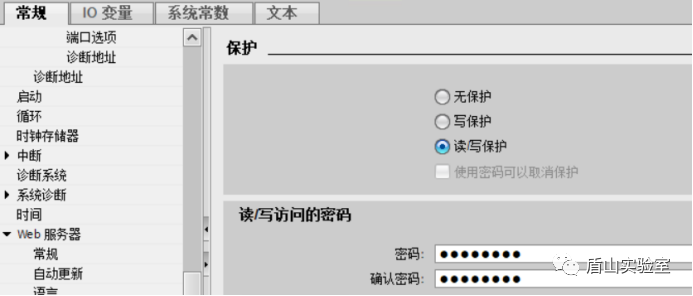 常规
IO 变量
系统常数
文本
端口选项
诊断地址
诊断地址
启动
循环
时钟存储器
中断
诊断系统
系统诊断
时间
Web 服务器
常规
自动更新
语言
保护
无保护
写保护
读/写保护
使用密码可以取消保护
读/写访问的密码
密码: ●●●●●●●●
确认密码: ●●●●●●●●
盾山实验室